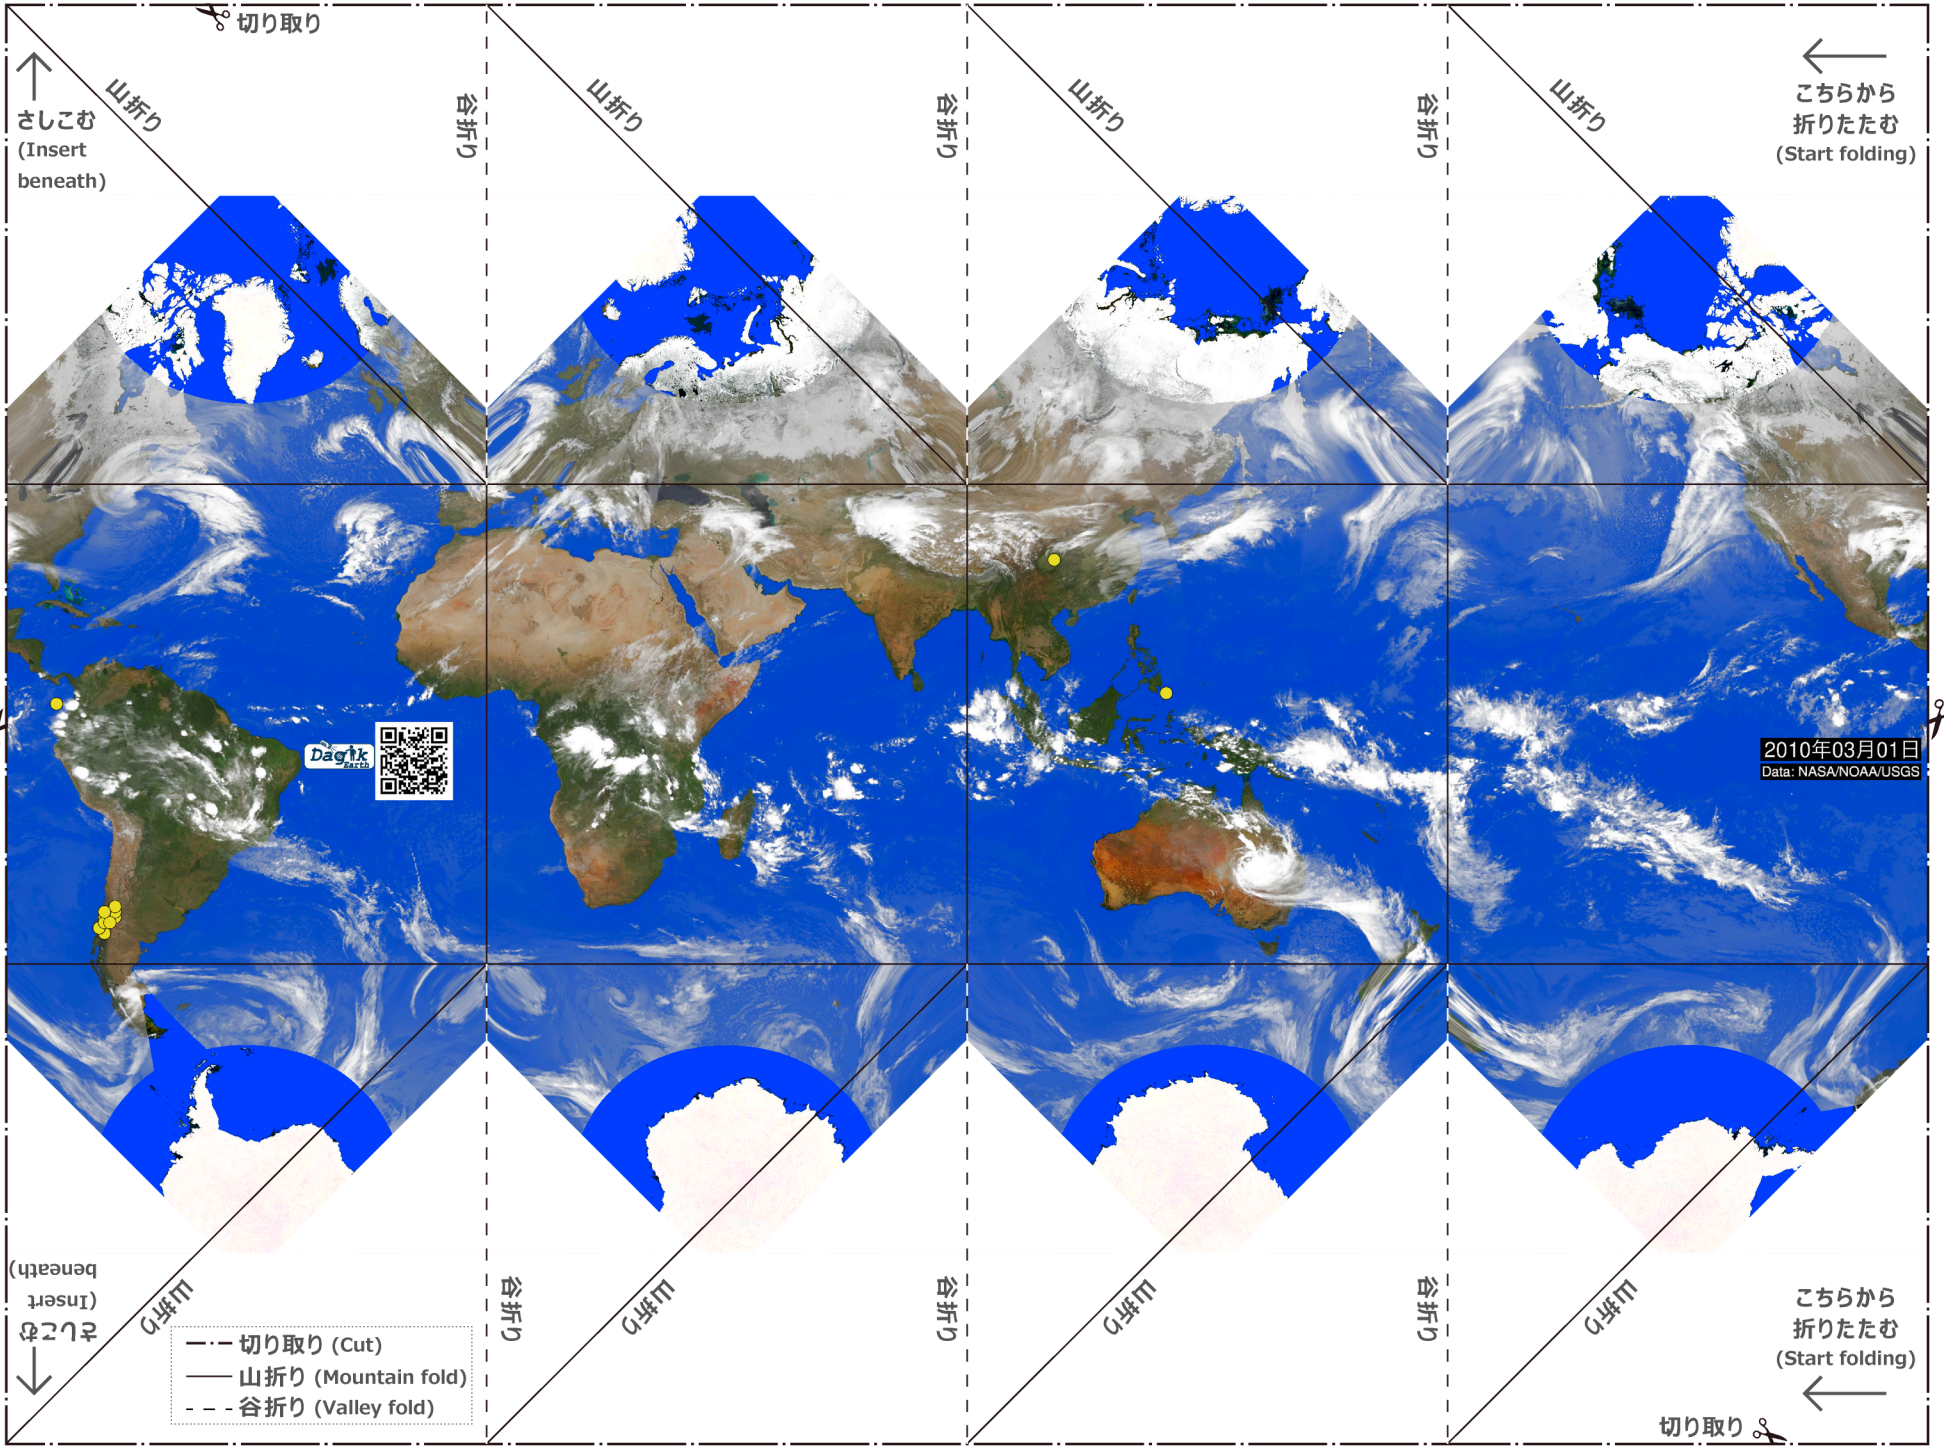 切り取り
さしこむ
(Insert
beneath)
山折り
谷折り
山折り
谷折り
山折り
谷折り
山折り
こちらから
折りたたむ
(Start folding)
Dagik
Earth
2010年03月01日
Data: NASA/NOAA/USGS
さしこむ
(Insert
beneath)
山折り
谷折り
山折り
谷折り
山折り
谷折り
山折り
こちらから
折りたたむ
(Start folding)
切り取り (Cut)
山折り (Mountain fold)
谷折り (Valley fold)
切り取り